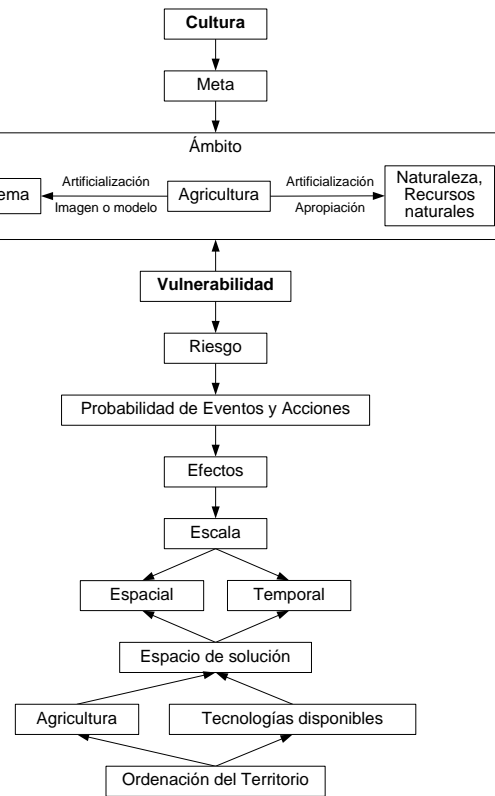 Cultura
Meta
Ámbito
ema
Artificialización
Imagen o modelo
Agricultura
Artificialización
Apropiación
Naturaleza,
Recursos
naturales
Vulnerabilidad
Riesgo
Probabilidad de Eventos y Acciones
Efectos
Escala
Espacial
Temporal
Espacio de solución
Agricultura
Tecnologías disponibles
Ordenación del Territorio